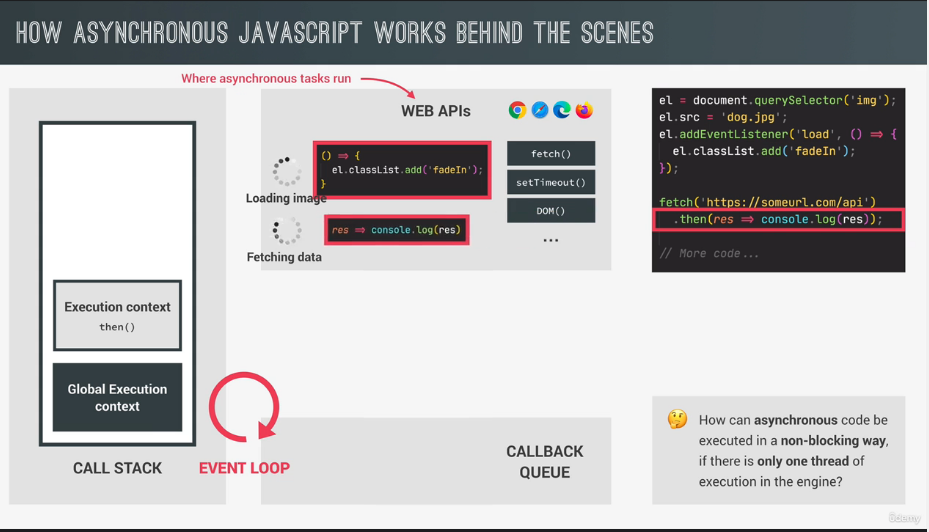 HOW ASYNCHRONOUS JAVASCRIPT WORKS BEHIND THE SCENES
Where asynchronous tasks run
WEB APIs
() => {
el.classList.add('fadeIn');
}
Loading image
res => console.log(res)
Fetching data
fetch()
setTimeout()
DOM()
...
el = document.querySelector('img');
el.src = 'dog.jpg';
el.addEventListener('load', () => {
el.classList.add('fadeIn');
});
fetch('https://someurl.com/api')
.then(res => console.log(res));
// More code...
Execution context
then()
Global Execution
context
CALL STACK
EVENT LOOP
CALLBACK
QUEUE
How can asynchronous code be
executed in a non-blocking way,
if there is only one thread of
execution in the engine?
ûdemy